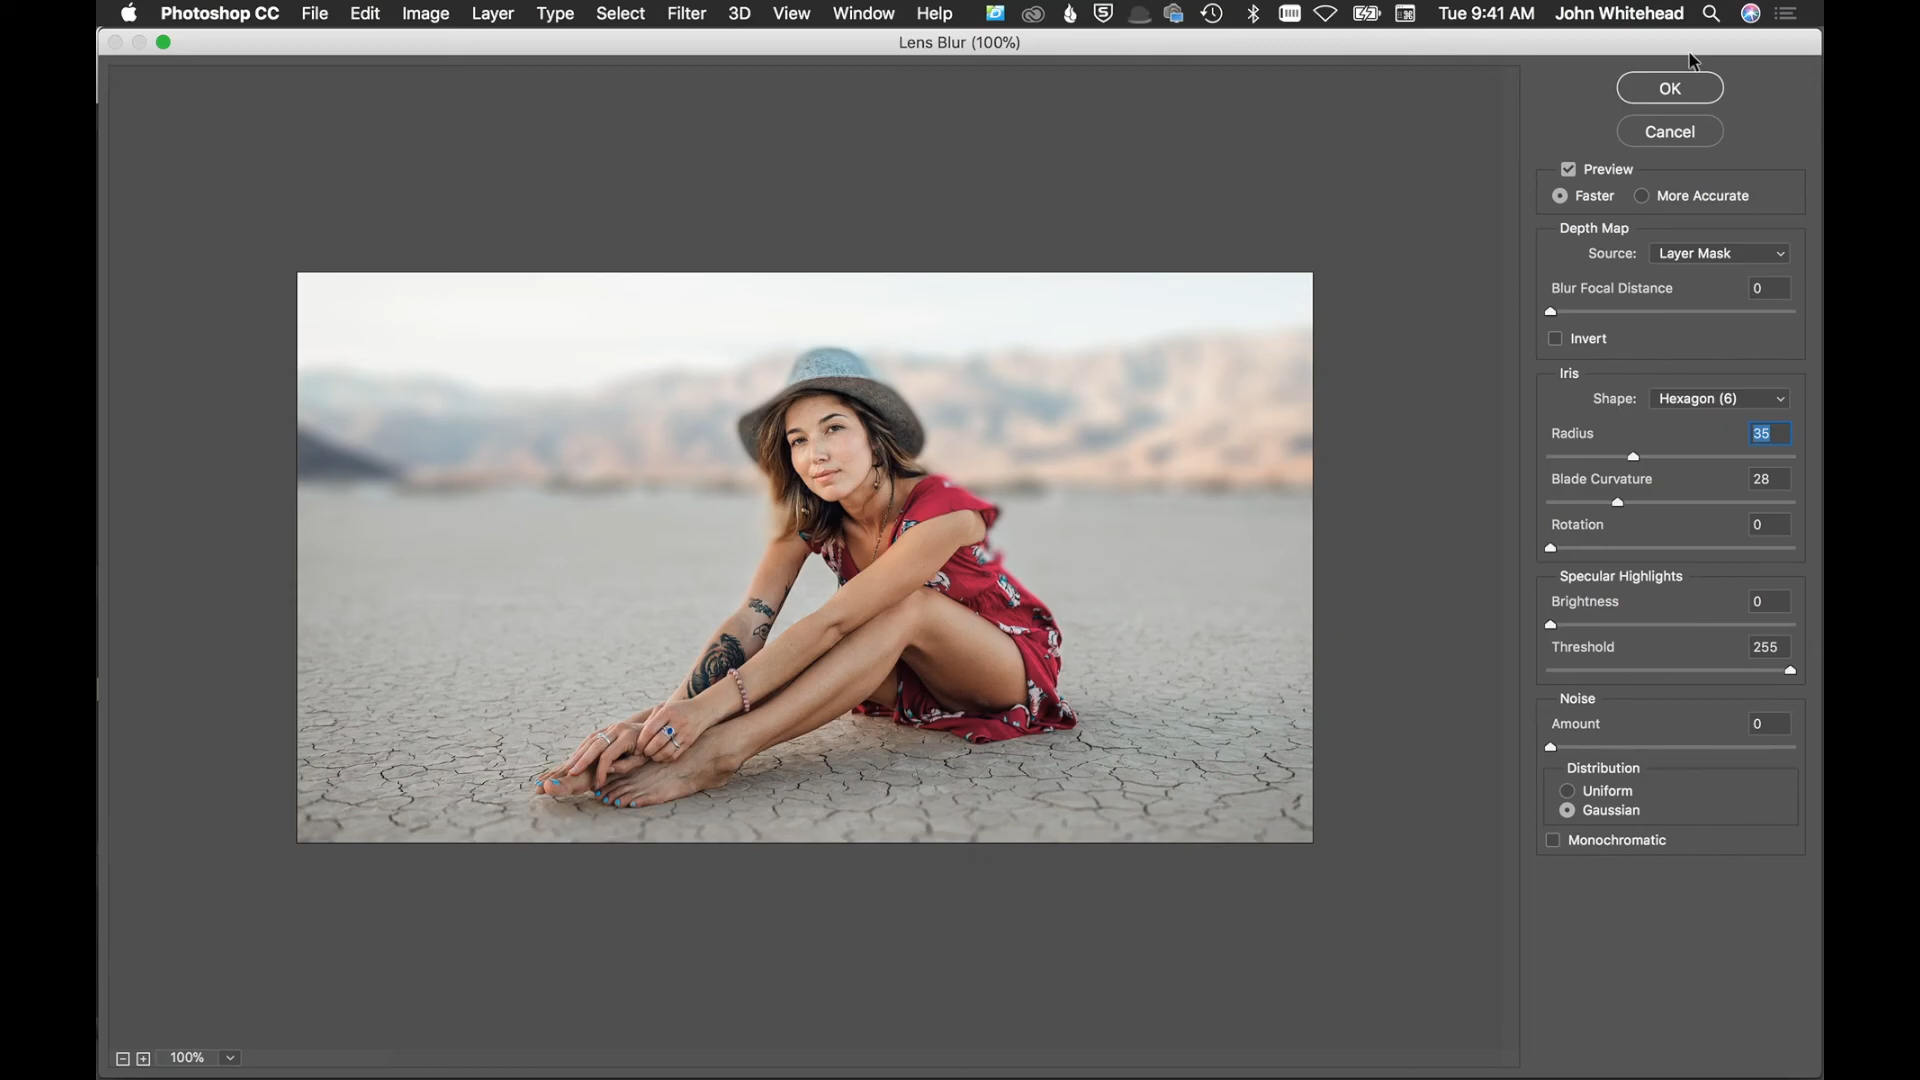 Photoshop CC File Edit Image Layer Type Select Filter 3D View Window Help Tue 9:41 AM John Whitehead
Lens Blur (100%)
OK
Cancel
Preview
Faster More Accurate
Depth Map
Source: Layer Mask
Blur Focal Distance 0
Invert
Iris
Shape: Hexagon (6)
Radius 35
Blade Curvature 28
Rotation 0
Specular Highlights
Brightness 0
Threshold 255
Noise
Amount 0
Distribution
Uniform
Gaussian
Monochromatic
100%